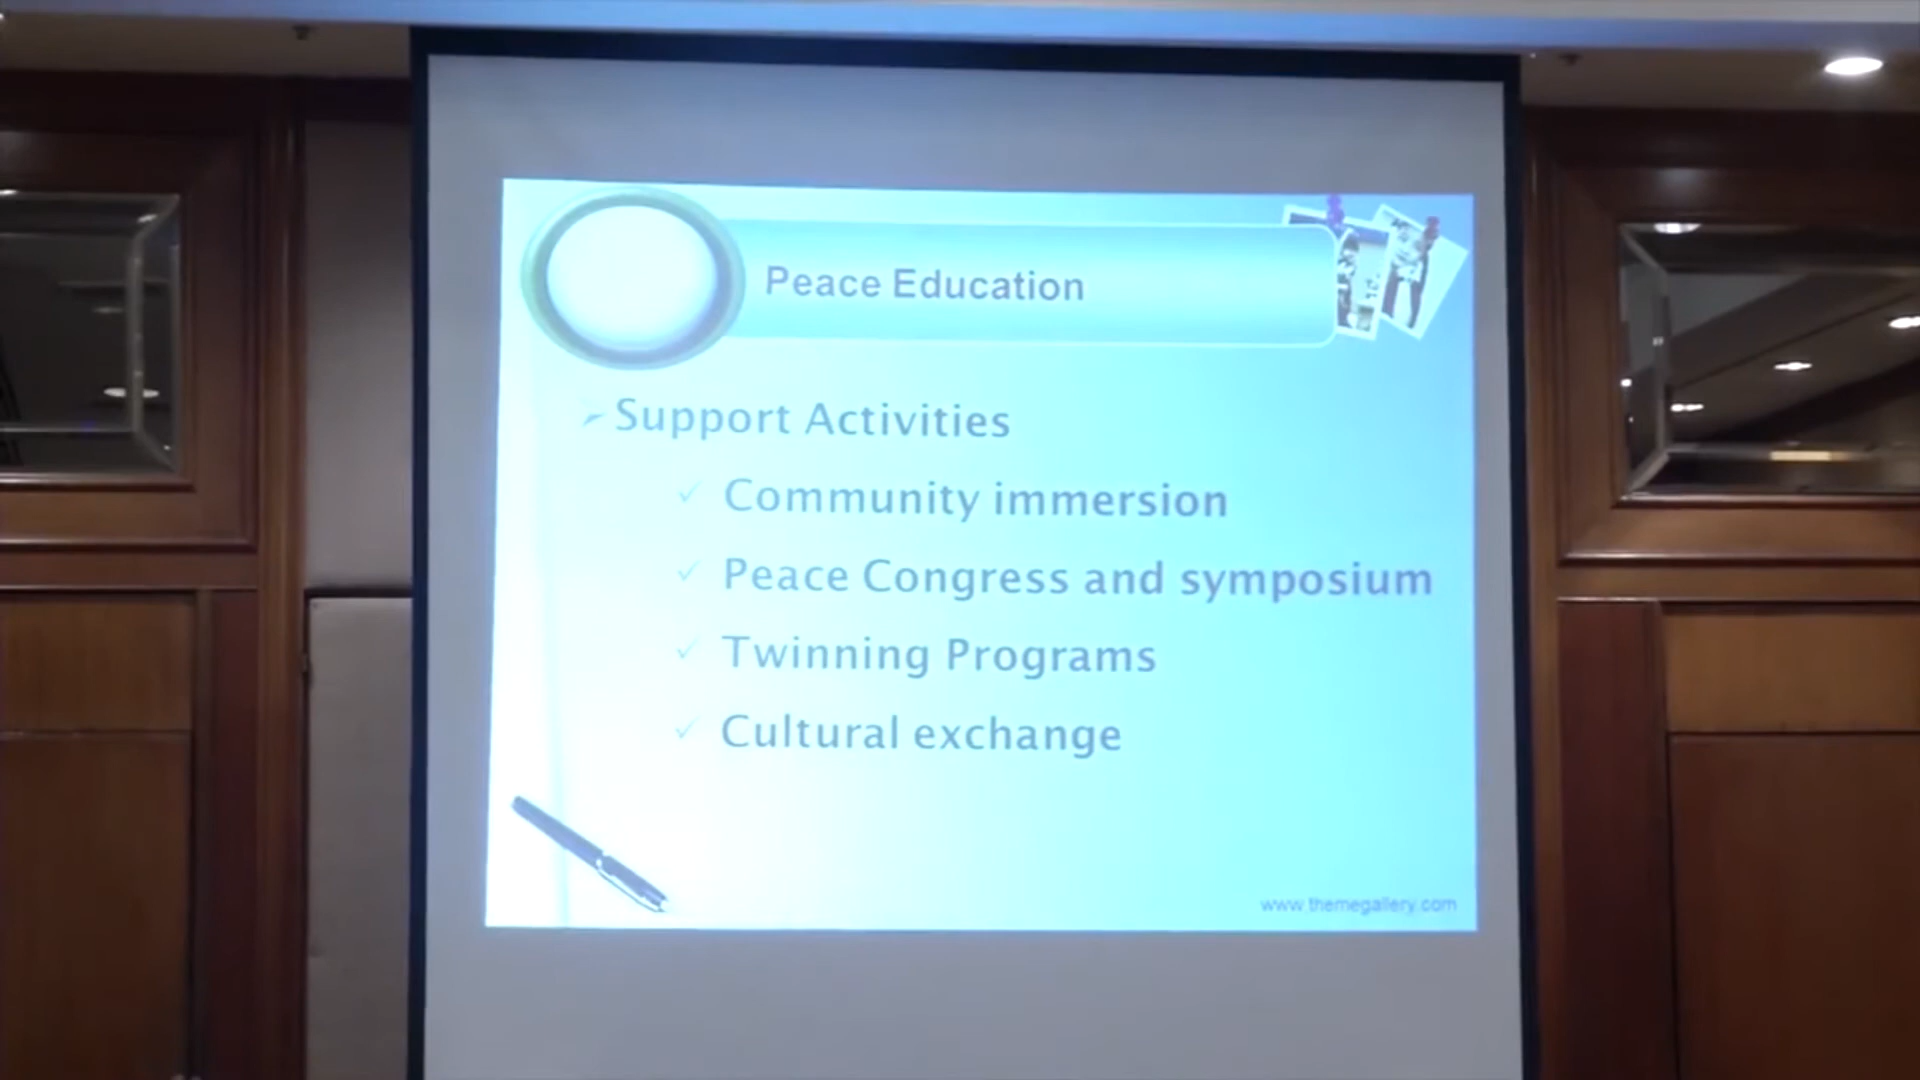 Peace Education
Support Activities
Community immersion
Peace Congress and symposium
Twinning Programs
Cultural exchange
www.themegallery.com